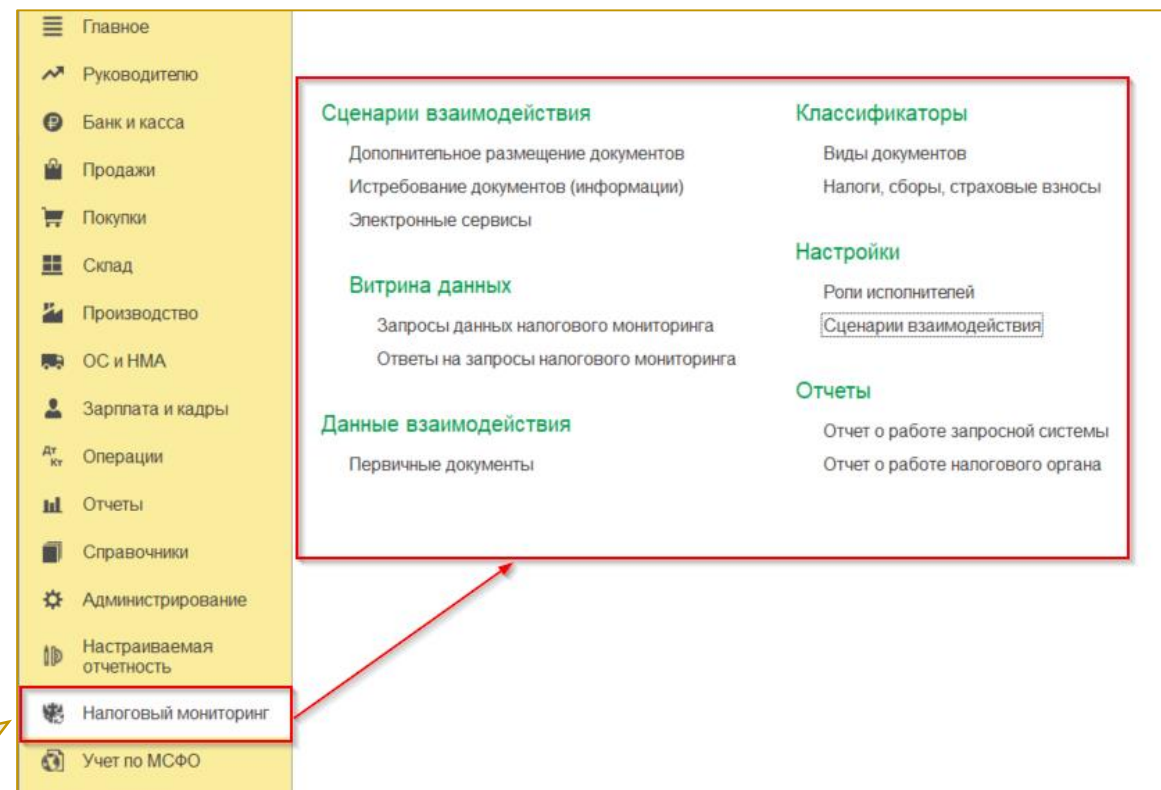 Главное
Руководителю
Банк и касса
Продажи
Покупки
Склад
Производство
ОС и НМА
Зарплата и кадры
Дт Кт Операции
Отчеты
Справочники
Администрирование
Настраиваемая
отчетность
Налоговый мониторинг
Учет по МСФО
Сценарии взаимодействия
Дополнительное размещение документов
Истребование документов (информации)
Электронные сервисы
Витрина данных
Запросы данных налогового мониторинга
Ответы на запросы налогового мониторинга
Данные взаимодействия
Первичные документы
Классификаторы
Виды документов
Налоги, сборы, страховые взносы
Настройки
Роли исполнителей
Сценарии взаимодействия
Отчеты
Отчет о работе запросной системы
Отчет о работе налогового органа